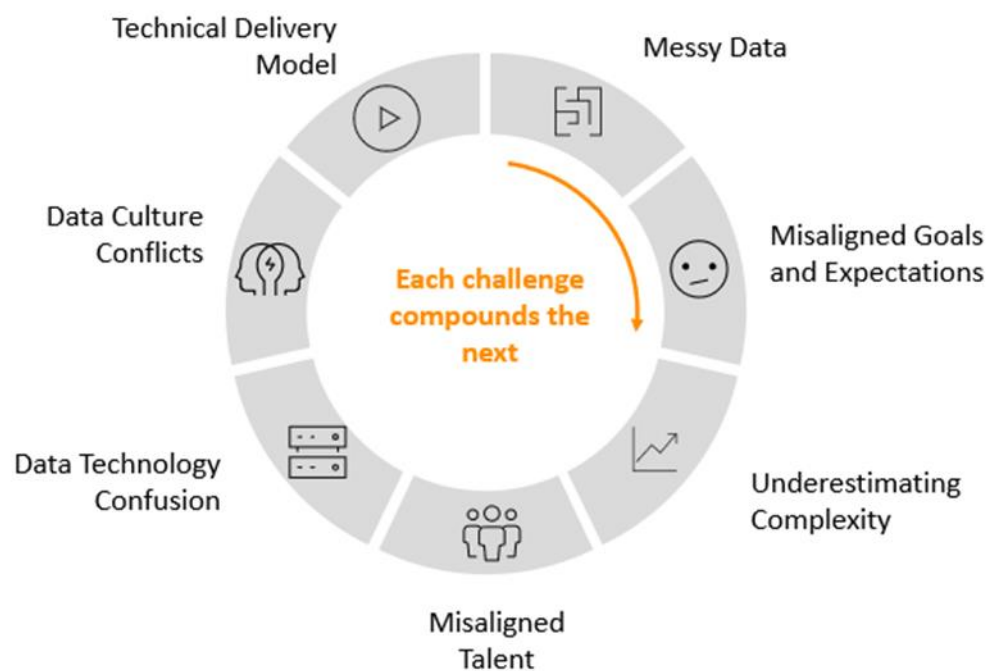 Technical Delivery
Model
Messy Data
Data Culture
Conflicts
Misaligned Goals
and Expectations
Each challenge
compounds the
next
Data Technology
Confusion
Underestimating
Complexity
Misaligned
Talent